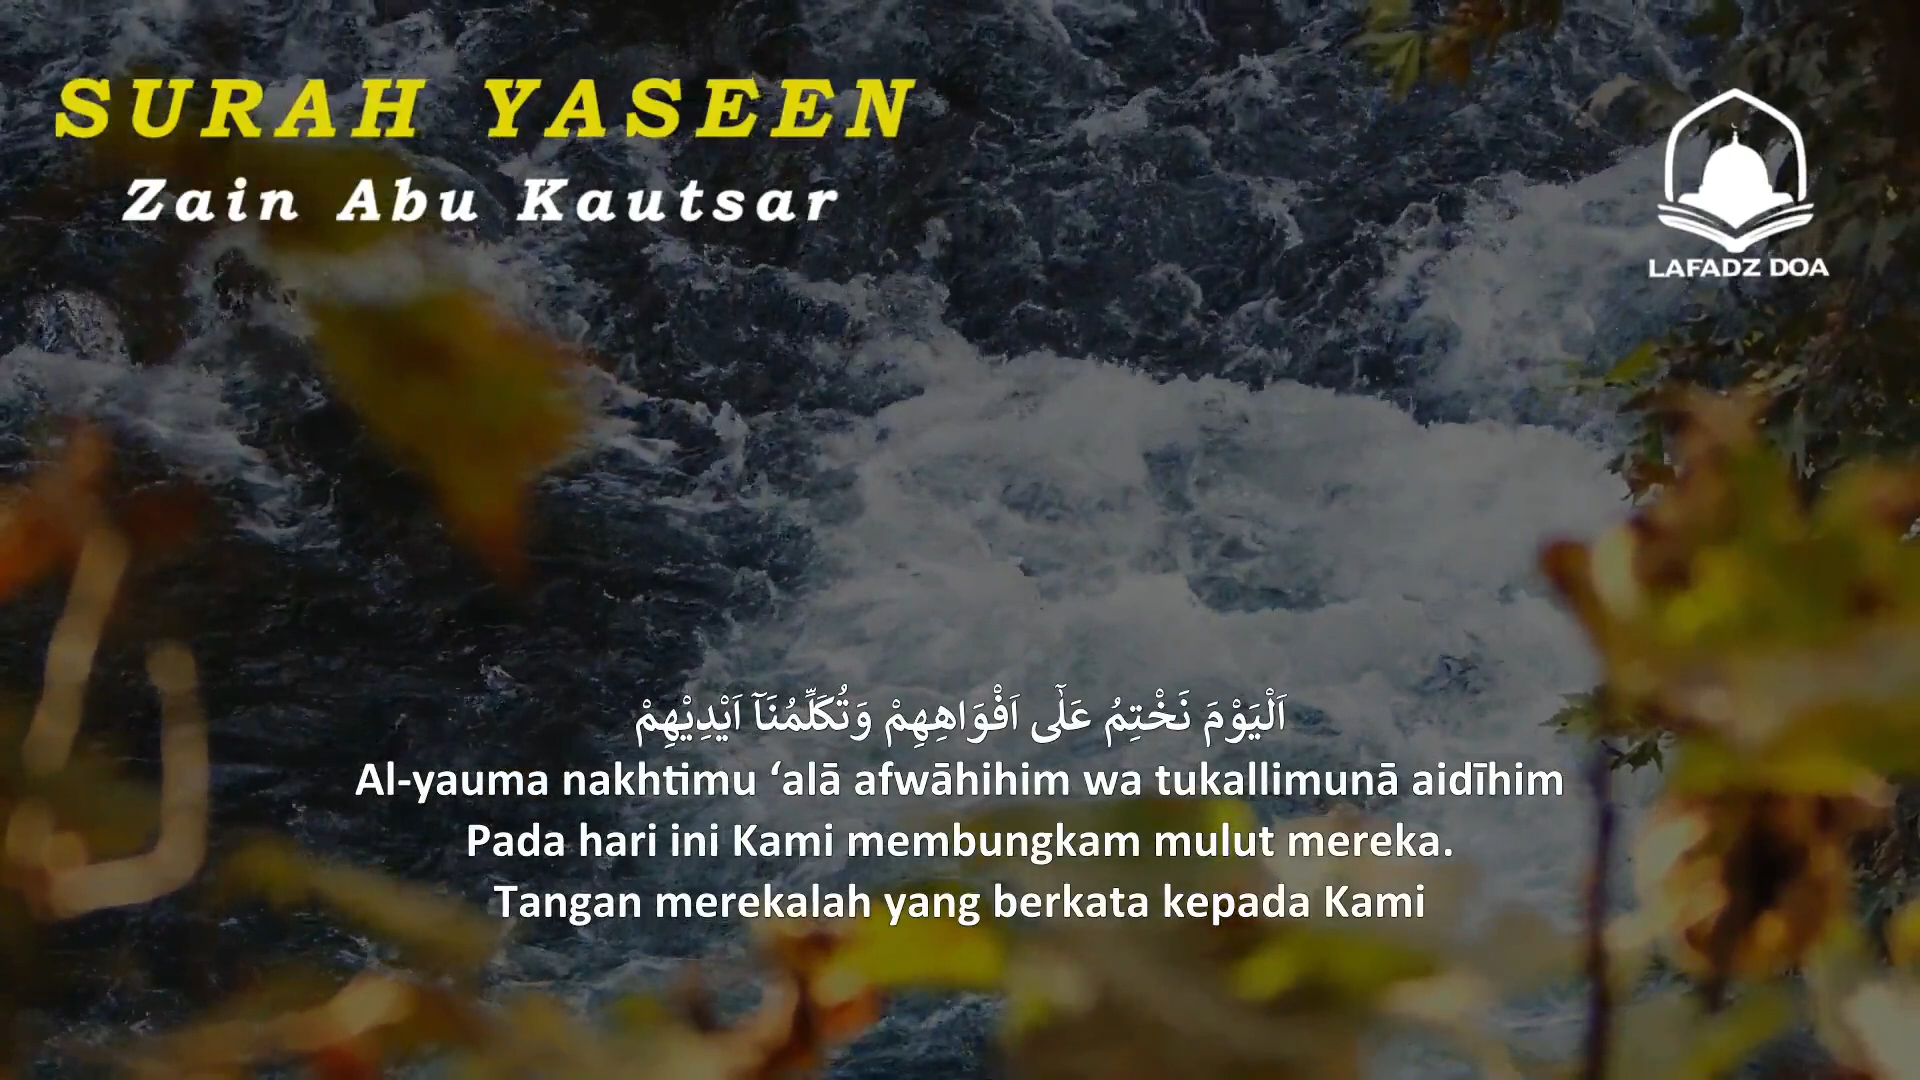 SURAH YASEEN
Zain Abu Kautsar
LAFADZ DOA
اَلْيَوْمَ نَخْتِمُ عَلٰٓى اَفْوَاهِهِمْ وَتُكَلِّمُنَآ اَيْدِيْهِمْ
Al-yauma nakhtimu ‘alā afwāhihim wa tukallimunā aidīhim
Pada hari ini Kami membungkam mulut mereka.
Tangan merekalah yang berkata kepada Kami